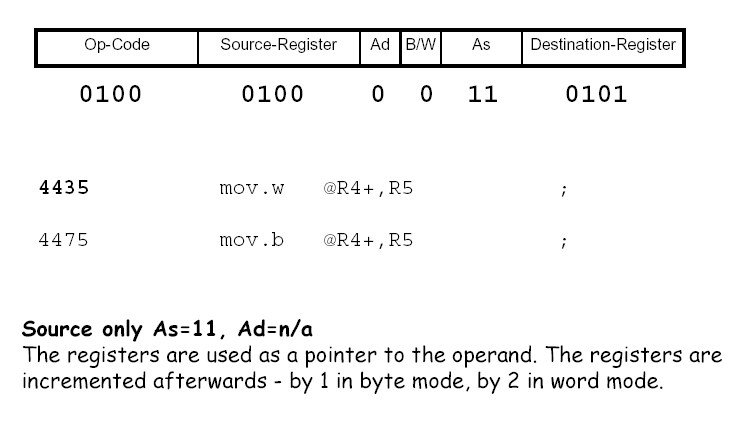 Op-Code Source-Register Ad B/W As Destination-Register
0100 0100 0 0 11 0101
4435 mov.w @R4+,R5 ;
4475 mov.b @R4+,R5 ;
Source only As=11, Ad=n/a
The registers are used as a pointer to the operand. The registers are
incremented afterwards - by 1 in byte mode, by 2 in word mode.